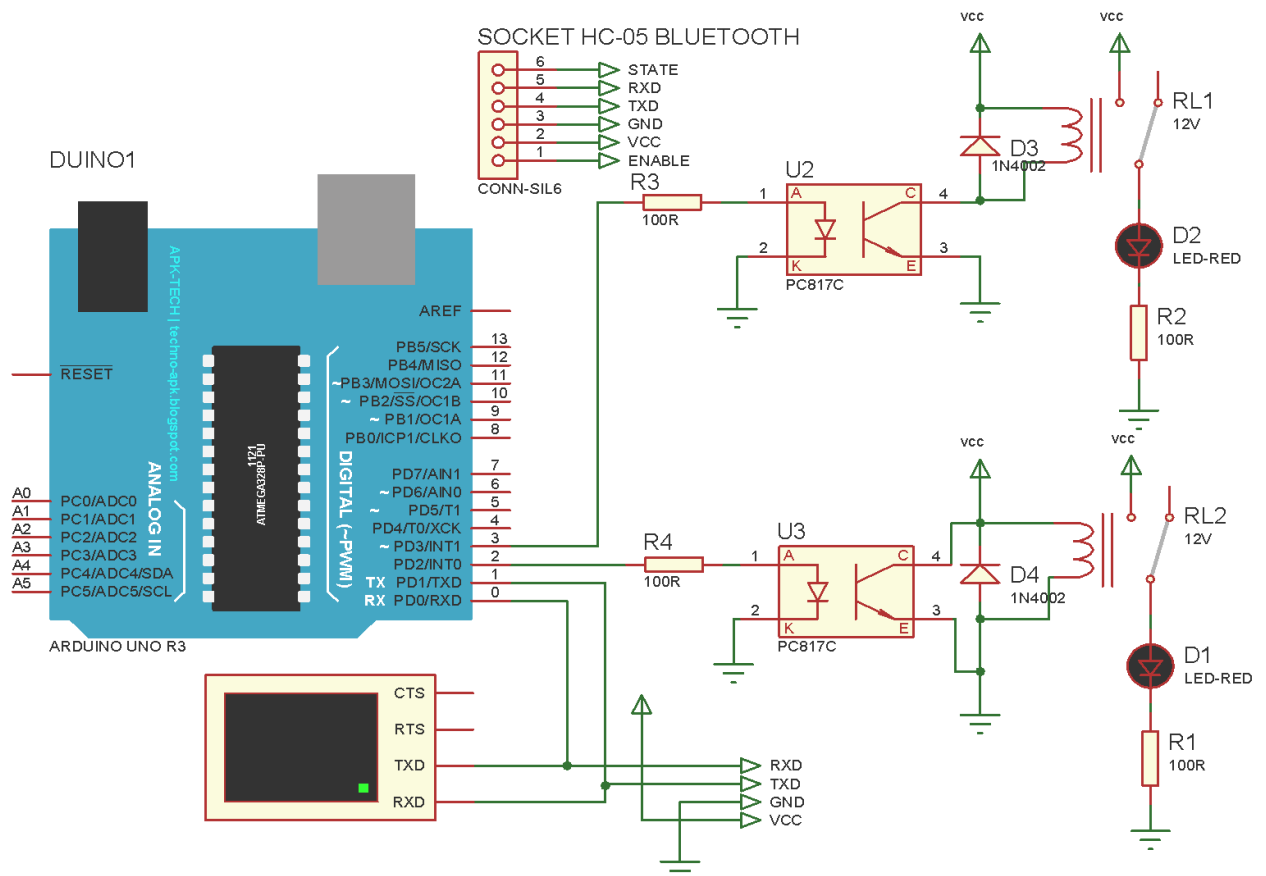 SOCKET HC-05 BLUETOOTH
6 STATE
5 RXD
4 TXD
3 GND
2 VCC
1 ENABLE
CONN-SIL6
DUINO1
APK-TECH | techno-apk.blogspot.com
RESET
AREF
PB5/SCK 13
PB4/MISO 12
~PB3/MOSI/OC2A 11
~ PB2/SS/OC1B 10
~ PB1/OC1A 9
PB0/ICP1/CLKO 8
PD7/AIN1 7
~ PD6/AIN0 6
~ PD5/T1 5
PD4/T0/XCK 4
~ PD3/INT1 3
PD2/INT0 2
TX PD1/TXD 1
RX PD0/RXD 0
DIGITAL (~PWM)
1121
ATMEGA328P-PU
ANALOG IN
A0 PC0/ADC0
A1 PC1/ADC1
A2 PC2/ADC2
A3 PC3/ADC3
A4 PC4/ADC4/SDA
A5 PC5/ADC5/SCL
ARDUINO UNO R3
CTS
RTS
TXD
RXD
RXD
TXD
GND
VCC
R3
100R
U2
1 A C 4
2 K E 3
PC817C
vcc
D3
1N4002
vcc
RL1
12V
D2
LED-RED
R2
100R
R4
100R
U3
1 A C 4
2 K E 3
PC817C
vcc
D4
1N4002
vcc
RL2
12V
D1
LED-RED
R1
100R